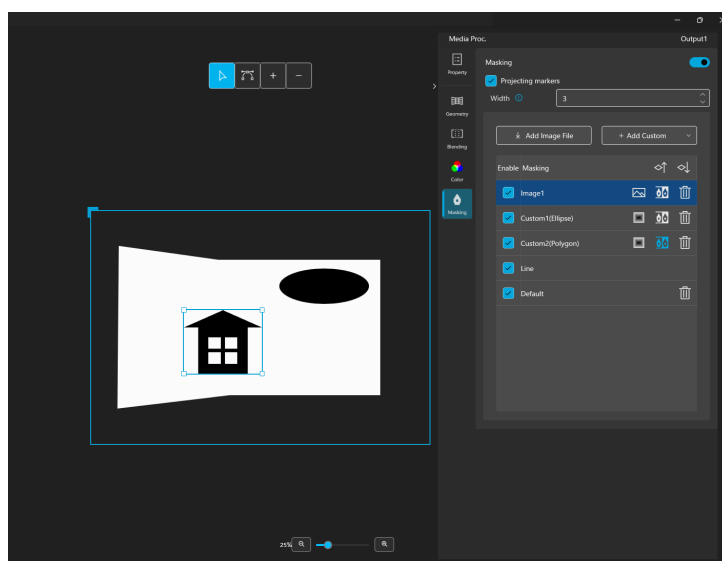 Media Proc.
Output1
Property
Geometry
Blending
Color
Masking
Masking
Projecting markers
Width
3
Add Image File
+ Add Custom
Enable Masking
Image1
Custom1(Ellipse)
Custom2(Polygon)
Line
Default
25%